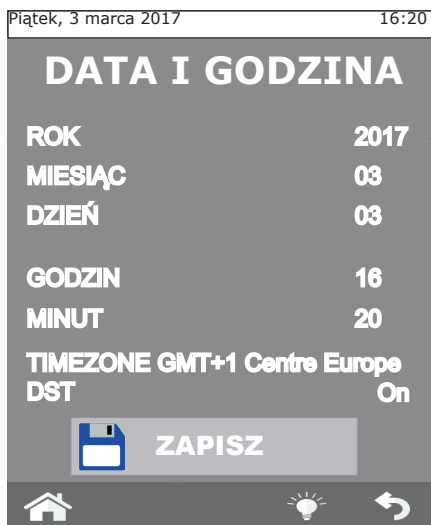 Piątek, 3 marca 2017 16:20
DATA I GODZINA
ROK 2017
MIESIĄC 03
DZIEŃ 03
GODZIN 16
MINUT 20
TIMEZONE GMT+1 Centre Europe
DST On
ZAPISZ